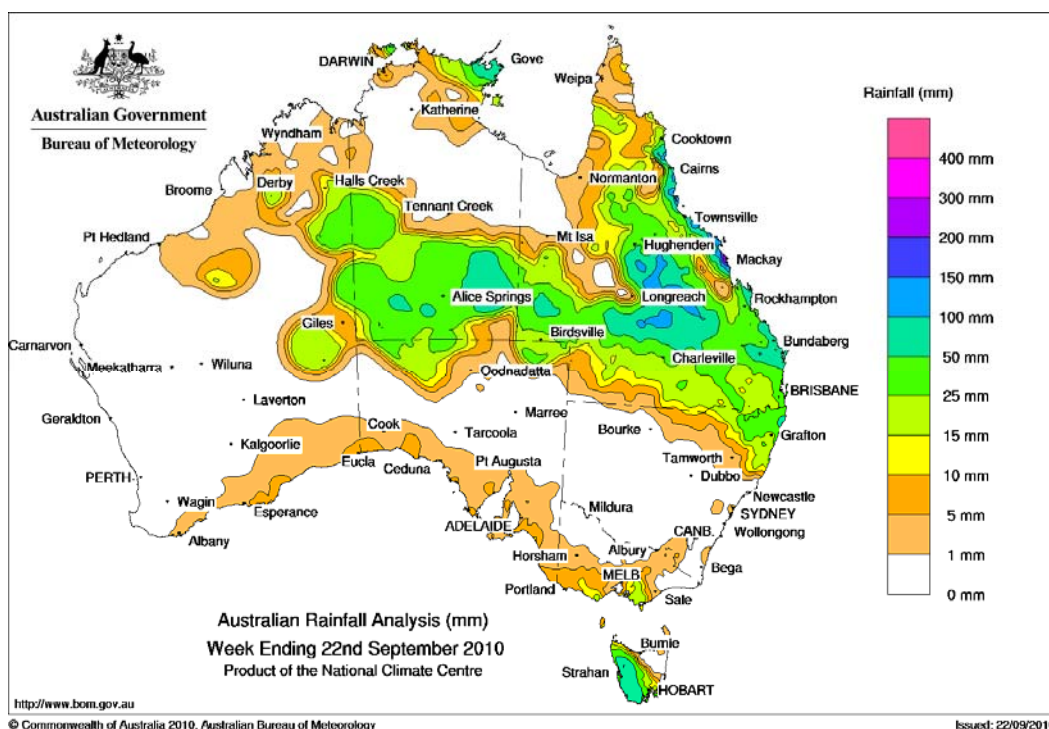 Australian Government
Bureau of Meteorology
DARWIN
Gove
Weipa
Katherine
Wyndham
Cooktown
Cairns
Broome
Derby
Halls Creek
Normanton
Tennant Creek
Townsville
Pt Hedland
Mt Isa
Hughenden
Mackay
Alice Springs
Longreach
Rockhampton
Giles
Birdsville
Carnarvon
Meekatharra
Wiluna
Oodnadatta
Charleville
Bundaberg
BRISBANE
Laverton
Marree
Geraldton
Cook
Tarcoola
Bourke
Grafton
Kalgoorlie
Eucla
Ceduna
Pt Augusta
Tamworth
Dubbo
PERTH
Wagin
Esperance
Mildura
Newcastle
SYDNEY
ADELAIDE
CANB.
Wollongong
Albany
Horsham
Albury
Bega
Portland
MELB
Sale
Burnie
Strahan
HOBART
Rainfall (mm)
400 mm
300 mm
200 mm
150 mm
100 mm
50 mm
25 mm
15 mm
10 mm
5 mm
1 mm
0 mm
Australian Rainfall Analysis (mm)
Week Ending 22nd September 2010
Product of the National Climate Centre
http://www.bom.gov.au
© Commonwealth of Australia 2010, Australian Bureau of Meteorology
Issued: 22/09/2010